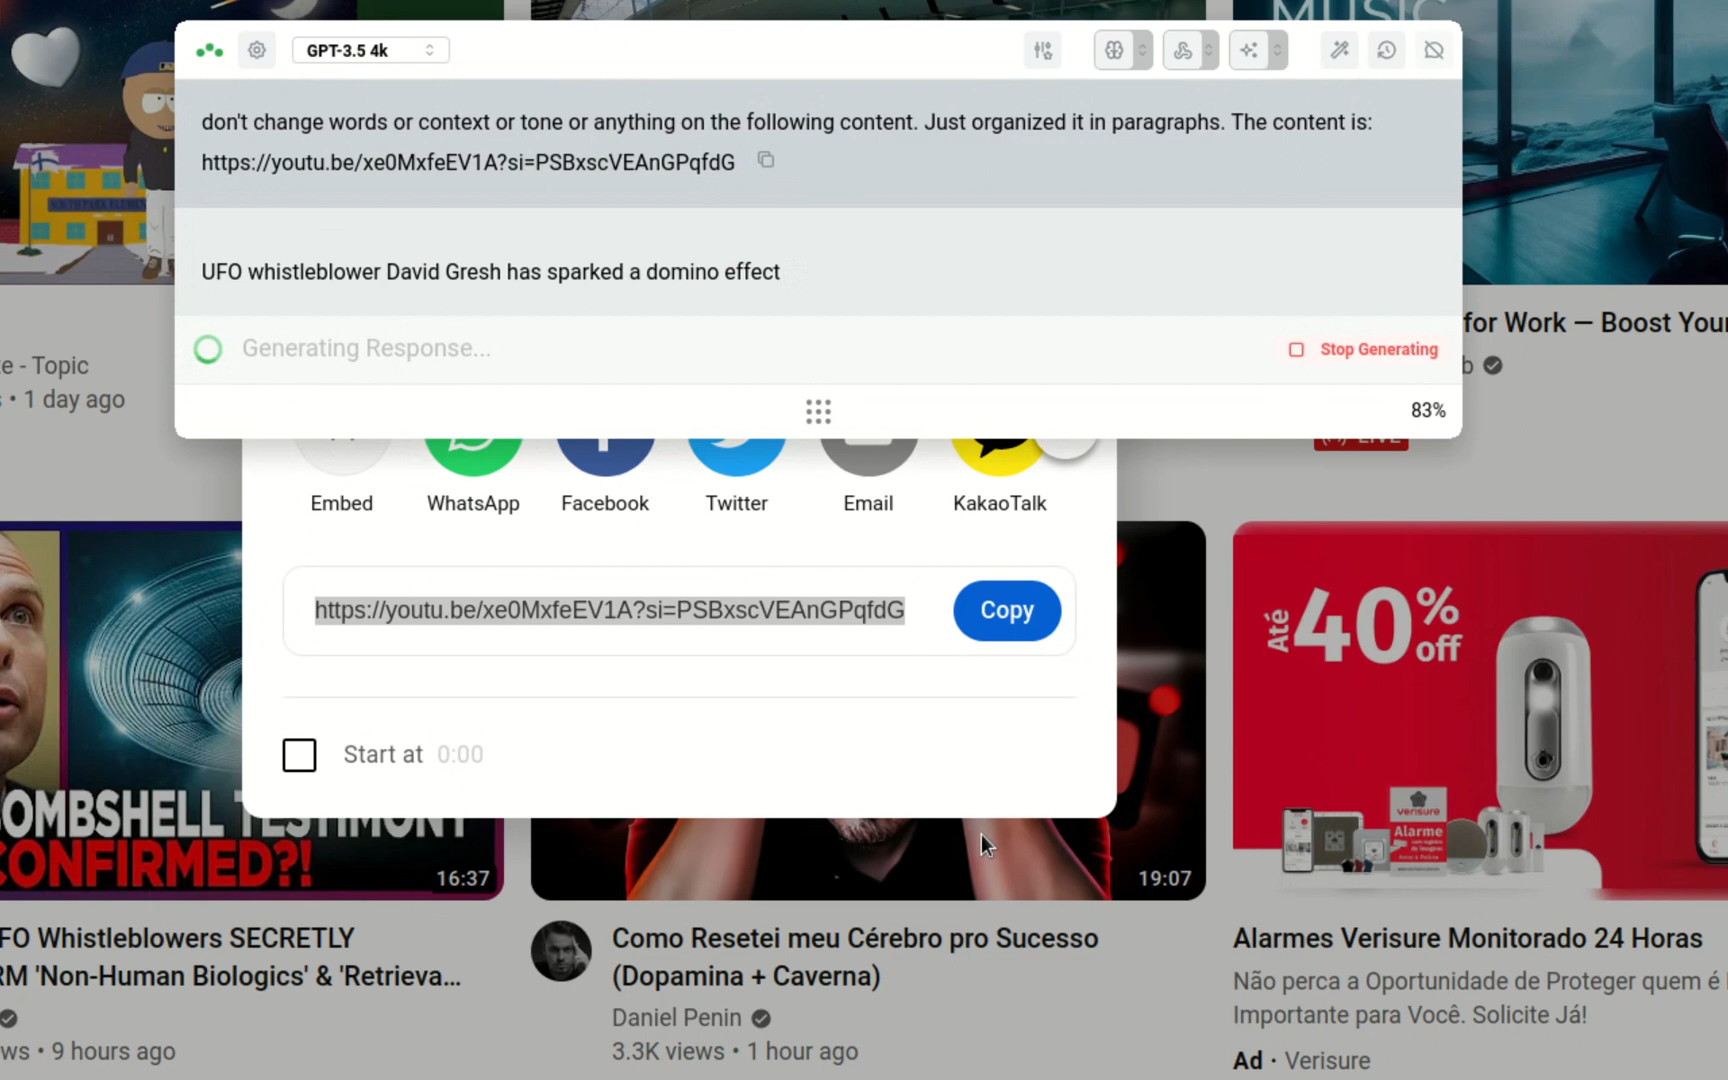 MUSIC
GPT-3.5 4k
don't change words or context or tone or anything on the following content. Just organized it in paragraphs. The content is:
https://youtu.be/xe0MxfeEV1A?si=PSBxscVEAnGPqfdG
UFO whistleblower David Gresh has sparked a domino effect
Generating Response...
Stop Generating
83%
for Work — Boost Your
e - Topic
b
• 1 day ago
LIVE
Embed
WhatsApp
Facebook
Twitter
Email
KakaoTalk
https://youtu.be/xe0MxfeEV1A?si=PSBxscVEAnGPqfdG
Copy
Start at 0:00
OMBSHELL TESTIMONY
CONFIRMED?!
16:37
19:07
Até 40% off
verisure
Alarme
FO Whistleblowers SECRETLY
RM 'Non-Human Biologics' & 'Retrieva...
ws • 9 hours ago
Como Resetei meu Cérebro pro Sucesso
(Dopamina + Caverna)
Daniel Penin
3.3K views • 1 hour ago
Alarmes Verisure Monitorado 24 Horas
Não perca a Oportunidade de Proteger quem é
Importante para Você. Solicite Já!
Ad · Verisure